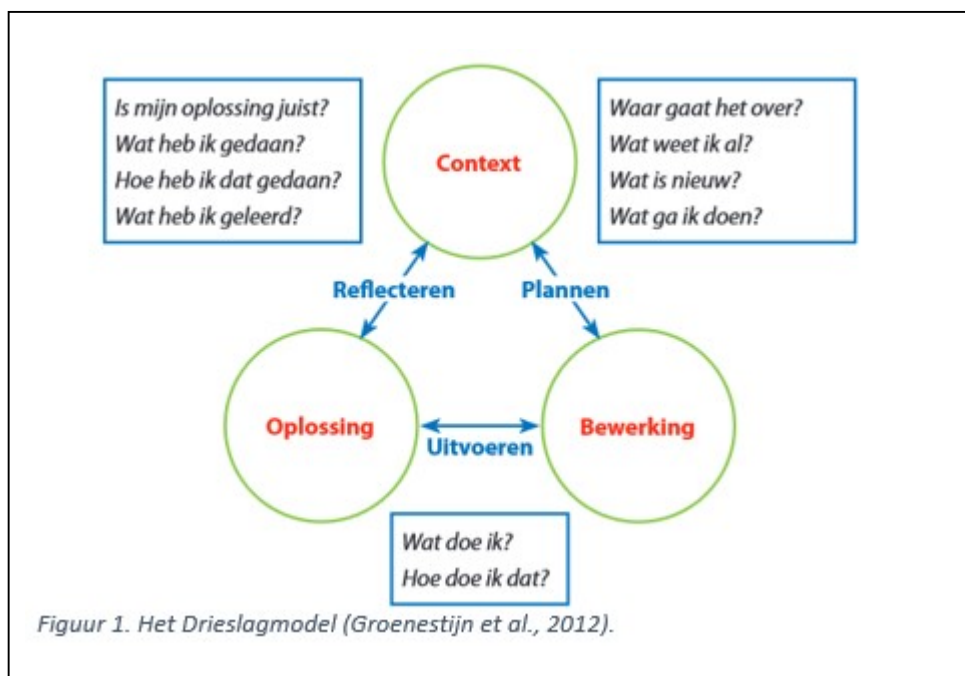 Is mijn oplossing juist?
Wat heb ik gedaan?
Hoe heb ik dat gedaan?
Wat heb ik geleerd?
Context
Waar gaat het over?
Wat weet ik al?
Wat is nieuw?
Wat ga ik doen?
Reflecteren
Plannen
Oplossing
Uitvoeren
Bewerking
Wat doe ik?
Hoe doe ik dat?
Figuur 1. Het Drieslagmodel (Groenestijn et al., 2012).